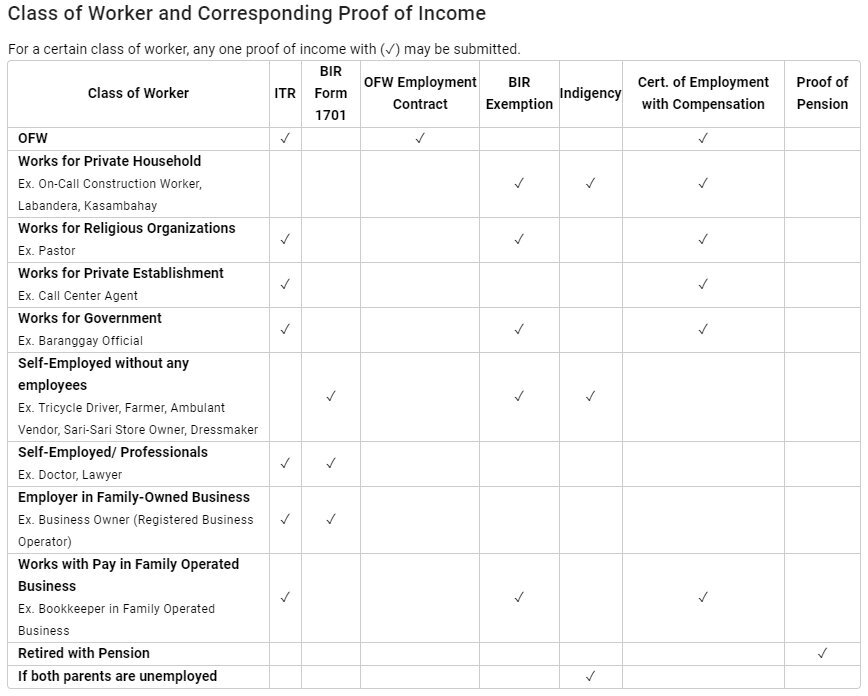 Class of Worker and Corresponding Proof of Income
For a certain class of worker, any one proof of income with (✓) may be submitted.
Class of Worker | ITR | BIR Form 1701 | OFW Employment Contract | BIR Exemption | Indigency | Cert. of Employment with Compensation | Proof of Pension
OFW | ✓ | | ✓ | | | ✓ |
Works for Private Household
Ex. On-Call Construction Worker,
Labandera, Kasambahay | | | | ✓ | ✓ | ✓ |
Works for Religious Organizations
Ex. Pastor | ✓ | | | ✓ | | ✓ |
Works for Private Establishment
Ex. Call Center Agent | ✓ | | | | | ✓ |
Works for Government
Ex. Baranggay Official | ✓ | | | ✓ | | ✓ |
Self-Employed without any
employees
Ex. Tricycle Driver, Farmer, Ambulant
Vendor, Sari-Sari Store Owner, Dressmaker | | ✓ | | ✓ | ✓ | |
Self-Employed/ Professionals
Ex. Doctor, Lawyer | ✓ | ✓ | | | | |
Employer in Family-Owned Business
Ex. Business Owner (Registered Business
Operator) | ✓ | ✓ | | | | |
Works with Pay in Family Operated
Business
Ex. Bookkeeper in Family Operated
Business | ✓ | | | ✓ | | ✓ |
Retired with Pension | | | | | | | ✓
If both parents are unemployed | | | | | ✓ | |